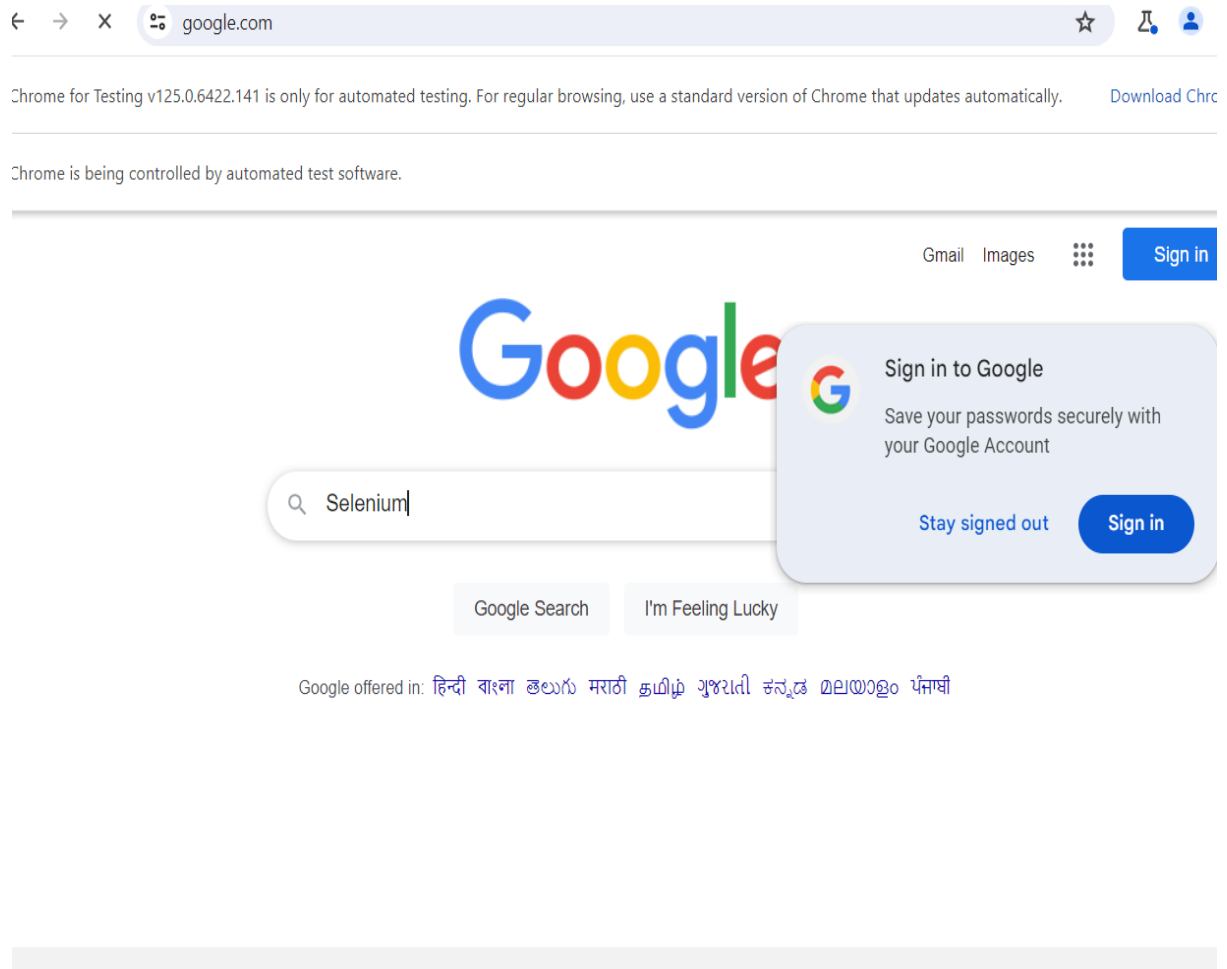 google.com
Chrome for Testing v125.0.6422.141 is only for automated testing. For regular browsing, use a standard version of Chrome that updates automatically. Download Chro
Chrome is being controlled by automated test software.
Gmail Images Sign in
Google
Sign in to Google
Save your passwords securely with
your Google Account
Stay signed out Sign in
Selenium
Google Search I'm Feeling Lucky
Google offered in: हिन्दी বাংলা తెలుగు मराठी தமிழ் ગુજરાતી ಕನ್ನಡ മലയാളം ਪੰਜਾਬੀ